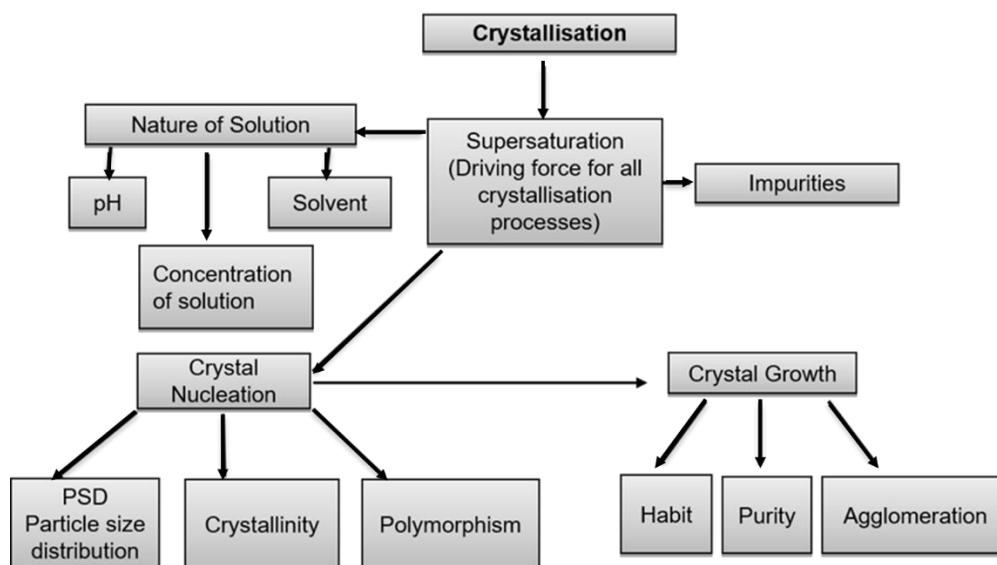 Crystallisation
Nature of Solution
Supersaturation
(Driving force for all
crystallisation
processes)
Impurities
pH
Solvent
Concentration
of solution
Crystal
Nucleation
Crystal Growth
PSD
Particle size
distribution
Crystallinity
Polymorphism
Habit
Purity
Agglomeration